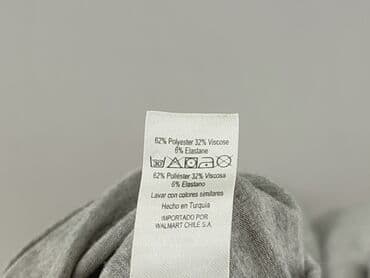 62% Polyester 32% Viscose
6% Elastane
30
62% Poliéster 32% Viscosa
6% Elastano
Lavar con colores similares
Hecho en Turquía
IMPORTADO POR
WALMART CHILE S.A.